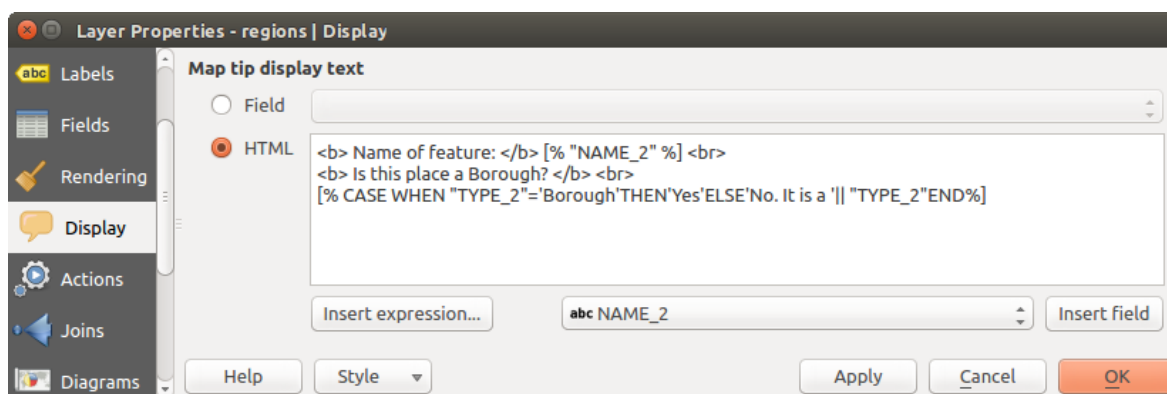 Layer Properties - regions | Display
abc Labels
Fields
Rendering
Display
Actions
Joins
Diagrams
Map tip display text
Field
HTML
<b> Name of feature: </b> [% "NAME_2" %] <br>
<b> Is this place a Borough? </b> <br>
[% CASE WHEN "TYPE_2"='Borough'THEN'Yes'ELSE'No. It is a '|| "TYPE_2"END%]
Insert expression...
abc NAME_2
Insert field
Help
Style
Apply
Cancel
OK